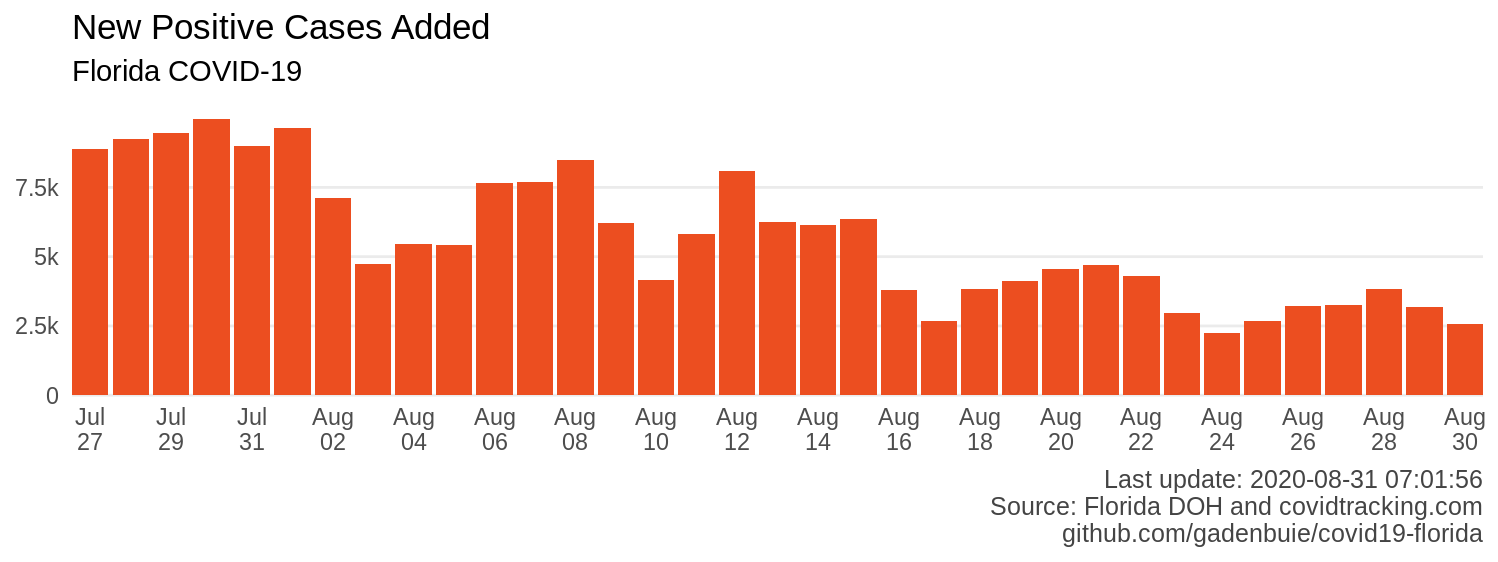 New Positive Cases Added
Florida COVID-19
7.5k
5k
2.5k
0
Jul Jul Jul Aug Aug Aug Aug Aug Aug Aug Aug Aug Aug Aug Aug Aug Aug Aug
27 29 31 02 04 06 08 10 12 14 16 18 20 22 24 26 28 30
Last update: 2020-08-31 07:01:56
Source: Florida DOH and covidtracking.com
github.com/gadenbuie/covid19-florida